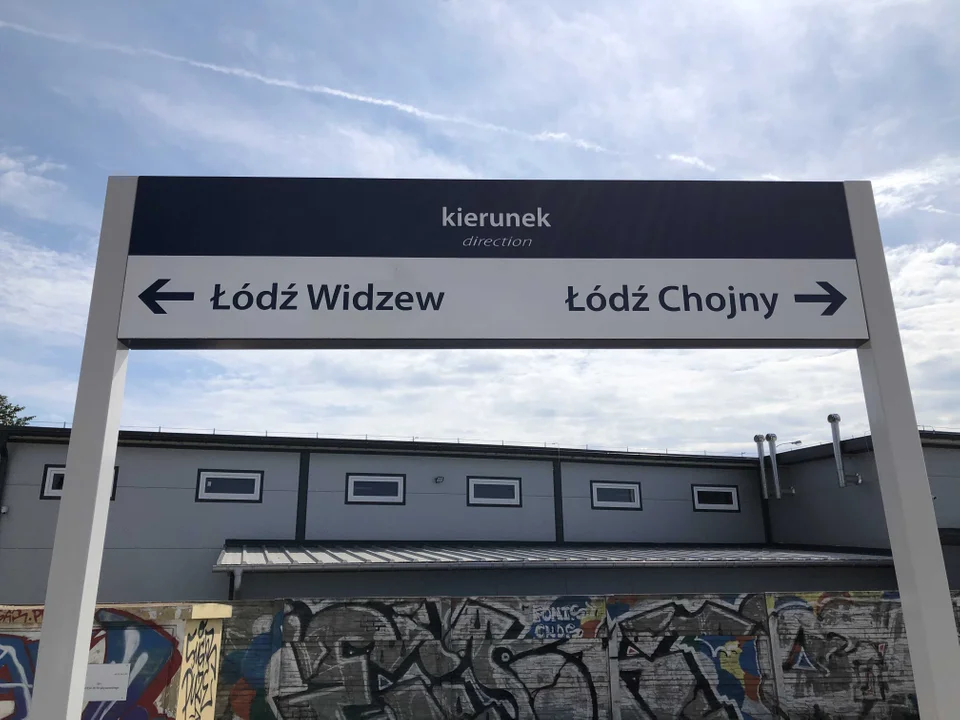 kierunek
direction
← Łódź Widzew
Łódź Chojny →